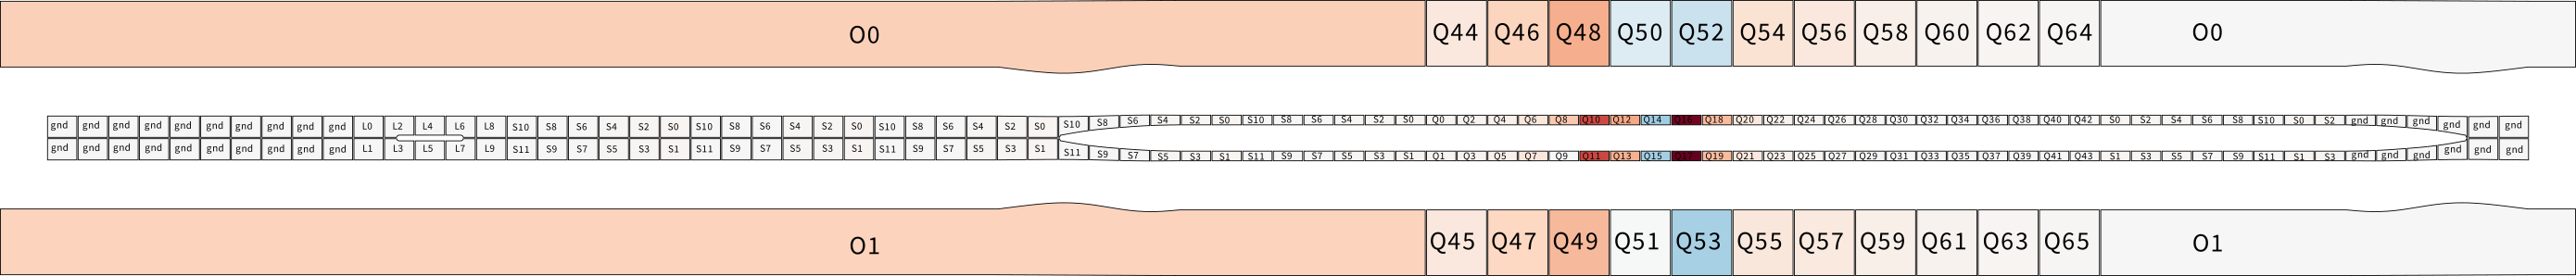 O0 Q44 Q46 Q48 Q50 Q52 Q54 Q56 Q58 Q60 Q62 Q64 O0
gnd gnd gnd gnd gnd gnd gnd gnd gnd gnd L0 L2 L4 L6 L8 S10 S8 S6 S4 S2 S0 S10 S8 S6 S4 S2 S0 S10 S8 S6 S4 S2 S0 S10 S8 S6 S4 S2 S0 S10 S8 S6 S4 S2 S0 Q0 Q2 Q4 Q6 Q8 Q10 Q12 Q14 Q16 Q18 Q20 Q22 Q24 Q26 Q28 Q30 Q32 Q34 Q36 Q38 Q40 Q42 S0 S2 S4 S6 S8 S10 S0 S2 gnd gnd gnd gnd gnd gnd
gnd gnd gnd gnd gnd gnd gnd gnd gnd gnd L1 L3 L5 L7 L9 S11 S9 S7 S5 S3 S1 S11 S9 S7 S5 S3 S1 S11 S9 S7 S5 S3 S1 S11 S9 S7 S5 S3 S1 S11 S9 S7 S5 S3 S1 Q1 Q3 Q5 Q7 Q9 Q11 Q13 Q15 Q17 Q19 Q21 Q23 Q25 Q27 Q29 Q31 Q33 Q35 Q37 Q39 Q41 Q43 S1 S3 S5 S7 S9 S11 S1 S3 gnd gnd gnd gnd gnd gnd
O1 Q45 Q47 Q49 Q51 Q53 Q55 Q57 Q59 Q61 Q63 Q65 O1